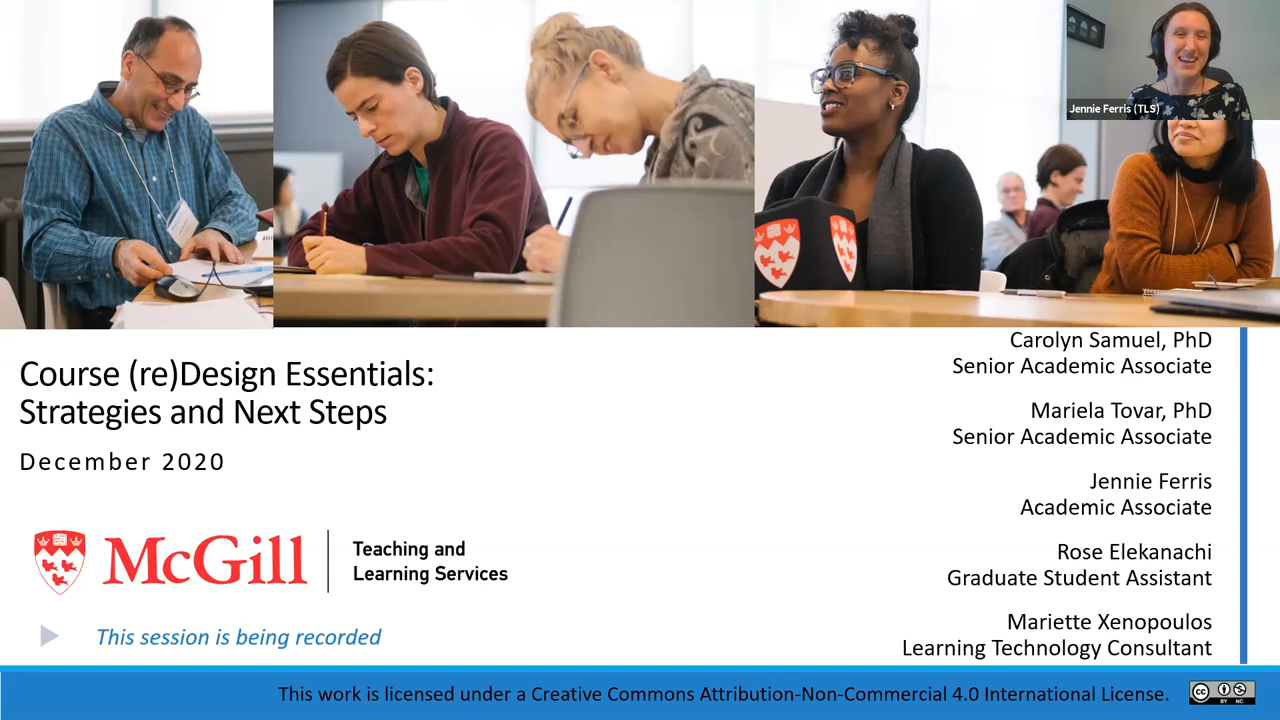 Jennie Ferris (TLS)
Course (re)Design Essentials:
Strategies and Next Steps
December 2020
McGill
Teaching and
Learning Services
This session is being recorded
Carolyn Samuel, PhD
Senior Academic Associate
Mariela Tovar, PhD
Senior Academic Associate
Jennie Ferris
Academic Associate
Rose Elekanachi
Graduate Student Assistant
Mariette Xenopoulos
Learning Technology Consultant
This work is licensed under a Creative Commons Attribution-Non-Commercial 4.0 International License.
CC BY NC